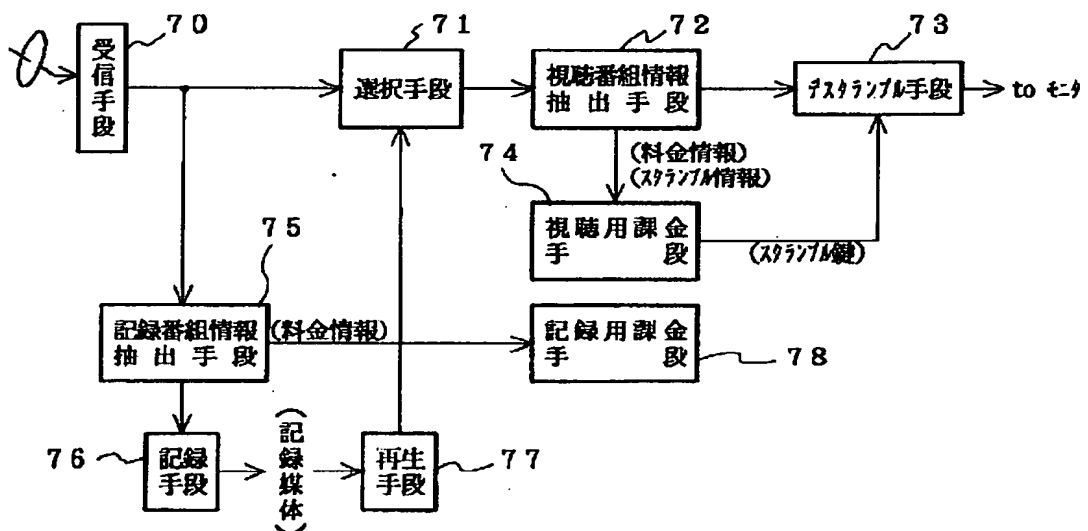 70
受信手段
71
選択手段
72
視聴番組情報
抽出手段
73
デスクランブル手段
to モニタ
(料金情報)
(スクランブル情報)
74
視聴用課金
手段
(スクランブル鍵)
75
記録番組情報
抽出手段
(料金情報)
記録用課金
手段
78
76
記録
手段
(記録媒体)
再生
手段
77